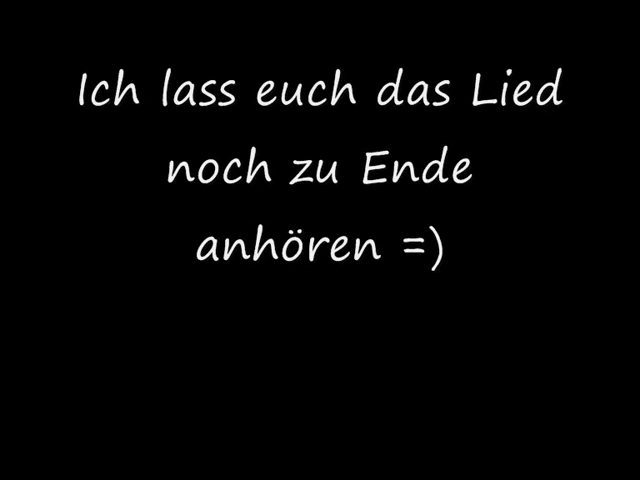 Ich lass euch das Lied
noch zu Ende
anhören =)